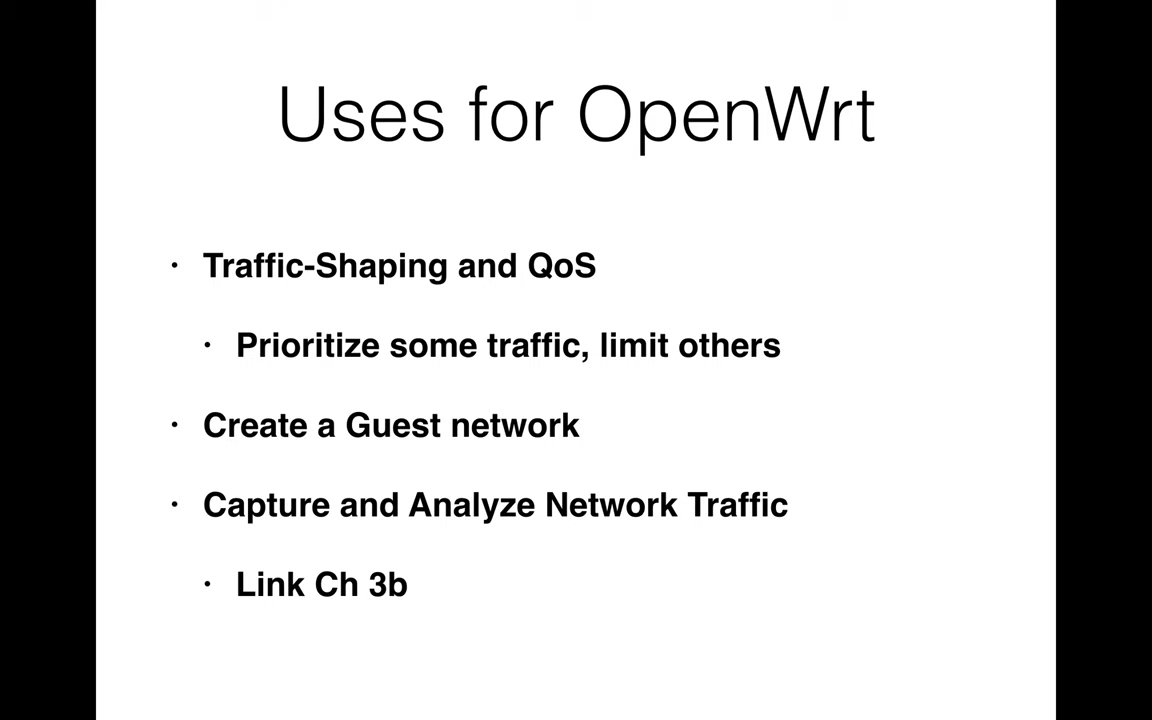 Uses for OpenWrt
• Traffic-Shaping and QoS
• Prioritize some traffic, limit others
• Create a Guest network
• Capture and Analyze Network Traffic
• Link Ch 3b